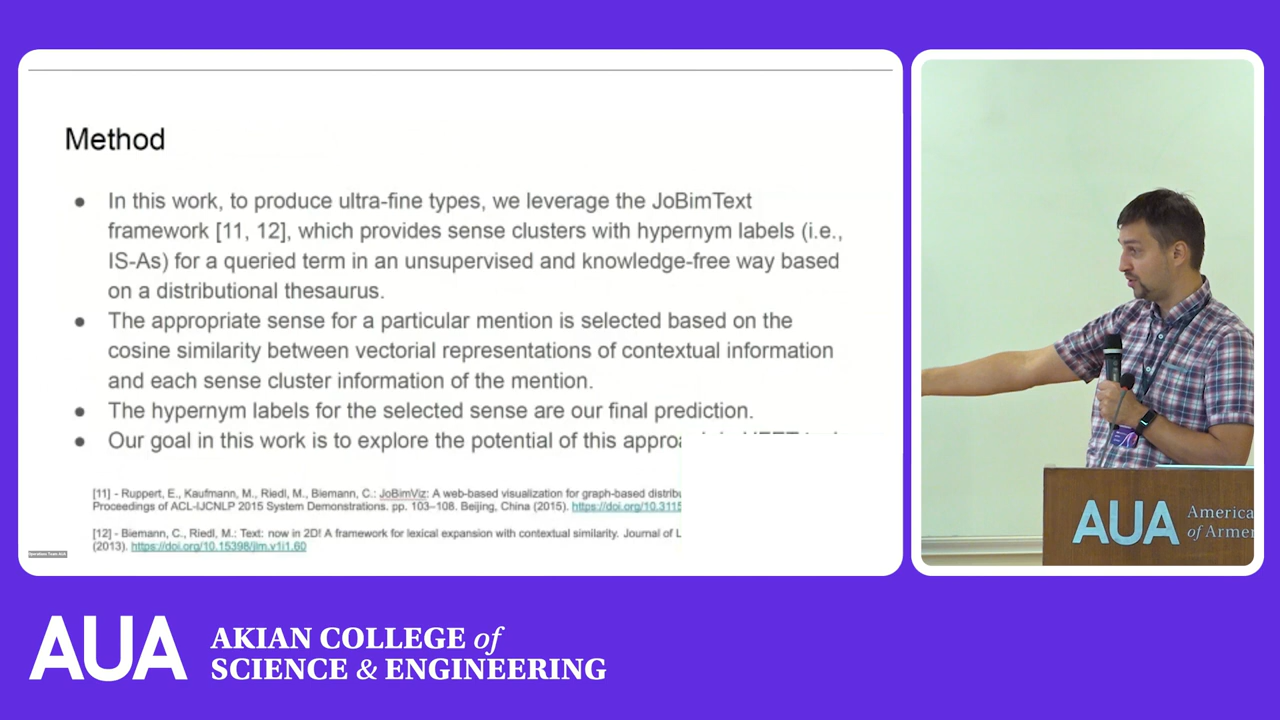 Method
● In this work, to produce ultra-fine types, we leverage the JoBimText
framework [11, 12], which provides sense clusters with hypernym labels (i.e.,
IS-As) for a queried term in an unsupervised and knowledge-free way based
on a distributional thesaurus.
● The appropriate sense for a particular mention is selected based on the
cosine similarity between vectorial representations of contextual information
and each sense cluster information of the mention.
● The hypernym labels for the selected sense are our final prediction.
● Our goal in this work is to explore the potential of this
[11] - Ruppert, E., Kaufmann, M., Riedl, M., Biemann, C.: JoBimViz: A web-based visualization for graph-based
Proceedings of ACL-IJCNLP 2015 System Demonstrations. pp. 103–108. Beijing, China (2015). https://doi.org/10.3115
[12] - Biemann, C., Riedl, M.: Text: now in 2D! A framework for lexical expansion with contextual similarity. Journal of L
(2013). https://doi.org/10.15398/jlm.v1i1.60
AUA America
of Armen
AUA AKIAN COLLEGE of
SCIENCE & ENGINEERING